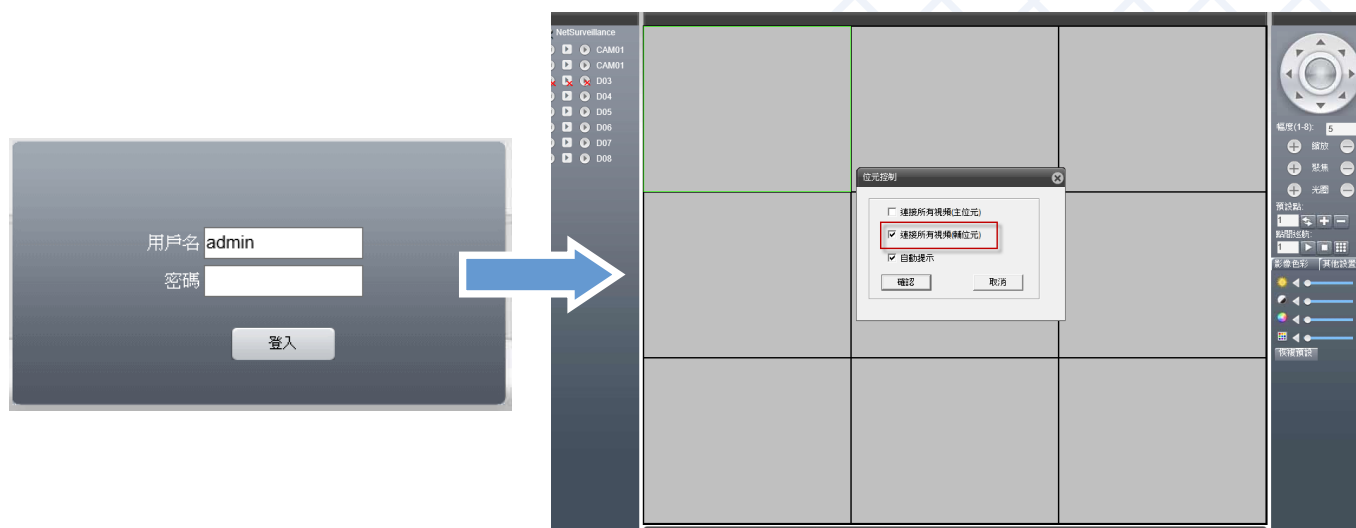 用戶名 admin
密碼
登入
NetSurveillance
CAM01
CAM01
D03
D04
D05
D06
D07
D08
位元控制
連接所有視頻(主位元)
連接所有視頻(輔位元)
自動提示
確認 取消
幅度(1-8): 5
縮放
聚焦
光圈
預設點:
1
點間巡航:
1
影像色彩 其他設置
恢復預設